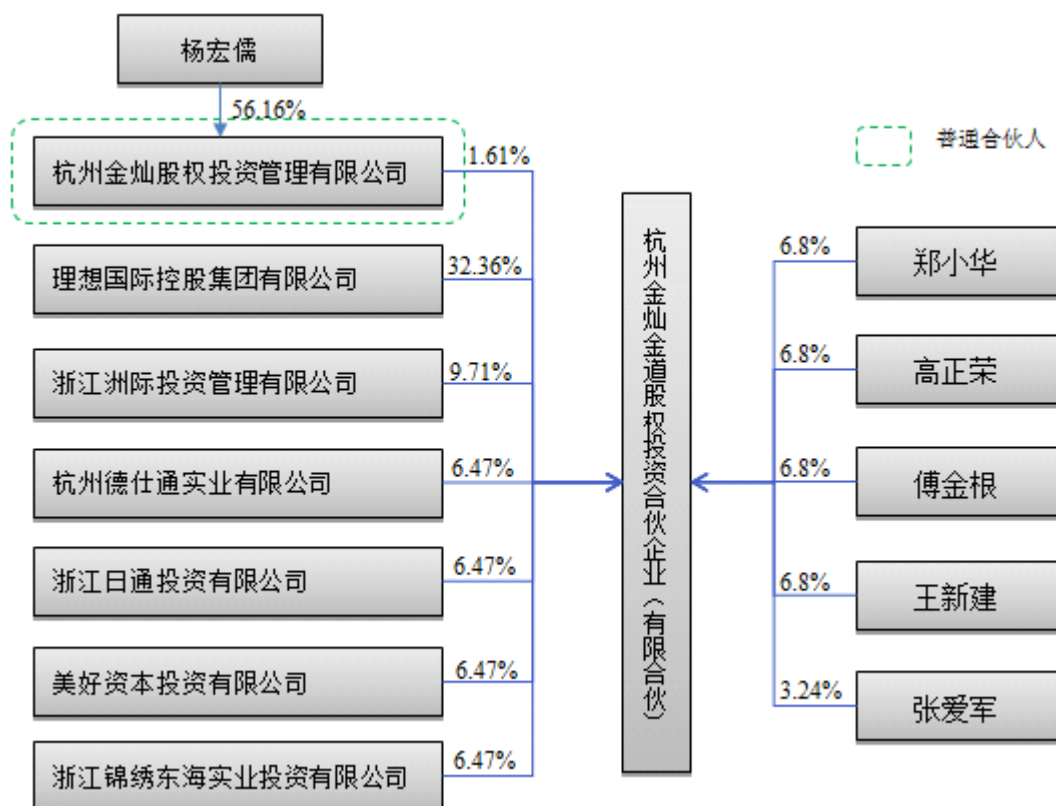 杨宏儒
56.16%
杭州金灿股权投资管理有限公司
1.61%
普通合伙人
理想国际控股集团有限公司
32.36%
浙江洲际投资管理有限公司
9.71%
杭州德仕通实业有限公司
6.47%
浙江日通投资有限公司
6.47%
美好资本投资有限公司
6.47%
浙江锦绣东海实业投资有限公司
6.47%
杭州金灿金道股权投资合伙企业（有限合伙）
6.8%
郑小华
6.8%
高正荣
6.8%
傅金根
6.8%
王新建
3.24%
张爱军